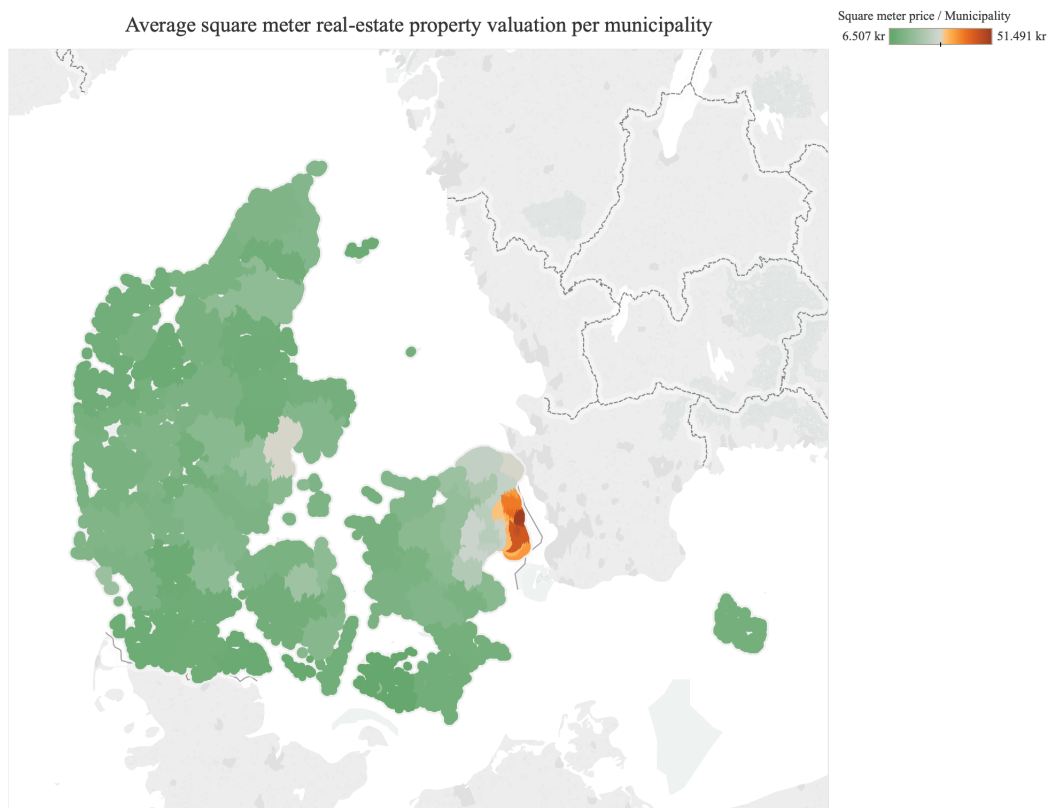 Average square meter real-estate property valuation per municipality
Square meter price / Municipality
6.507 kr 51.491 kr